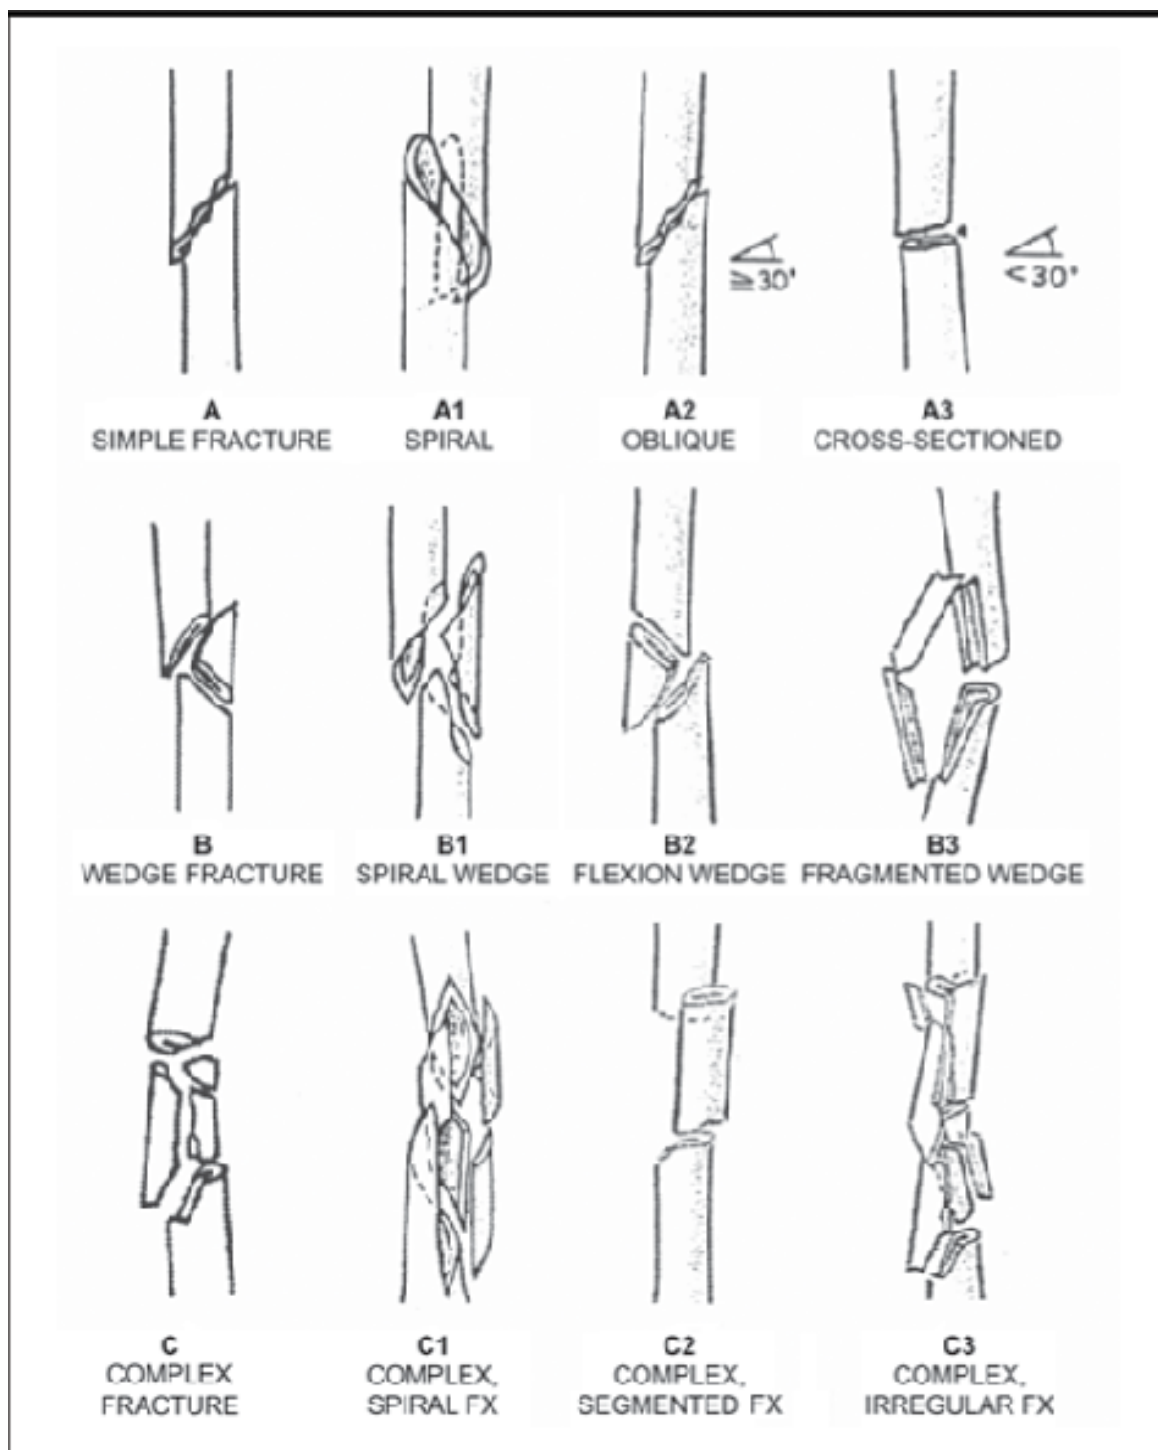 ≧30°
<30°
A
SIMPLE FRACTURE
A1
SPIRAL
A2
OBLIQUE
A3
CROSS-SECTIONED
B
WEDGE FRACTURE
B1
SPIRAL WEDGE
B2
FLEXION WEDGE
B3
FRAGMENTED WEDGE
C
COMPLEX
FRACTURE
C1
COMPLEX,
SPIRAL FX
C2
COMPLEX,
SEGMENTED FX
C3
COMPLEX,
IRREGULAR FX